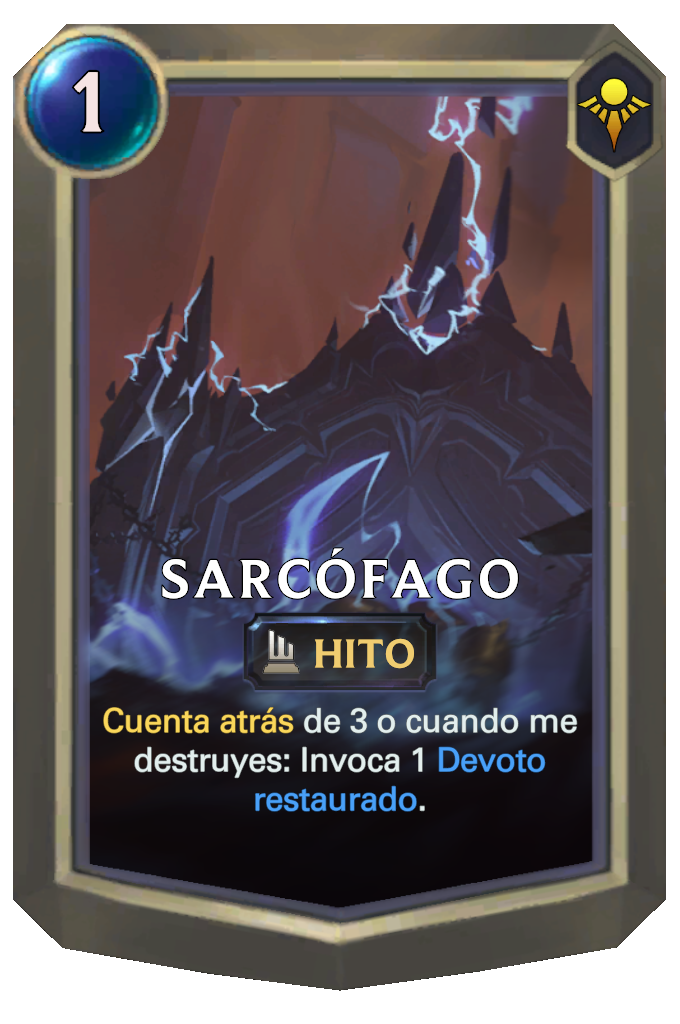 1
SARCÓFAGO
HITO
Cuenta atrás de 3 o cuando me
destruyes: Invoca 1 Devoto
restaurado.